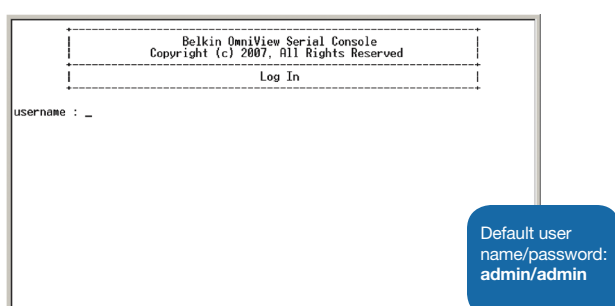 Belkin OmniView Serial Console
Copyright (c) 2007, All Rights Reserved
Log In
username : _
Default user
name/password:
admin/admin